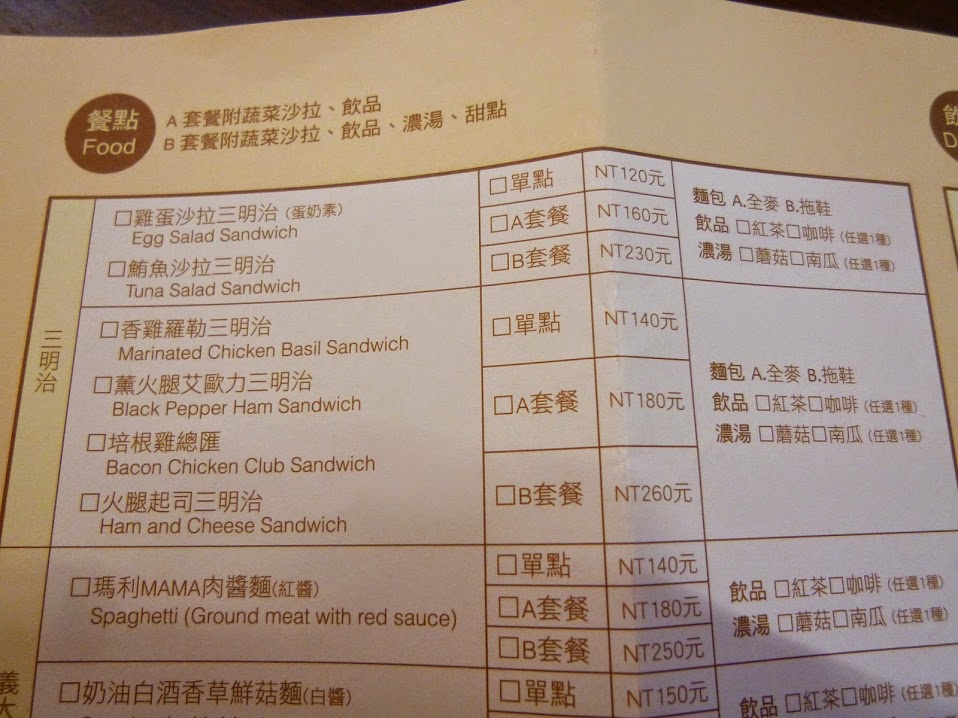 餐點
Food
A 套餐附蔬菜沙拉、飲品
B 套餐附蔬菜沙拉、飲品、濃湯、甜點
飲
三明治
□雞蛋沙拉三明治 (蛋奶素)
Egg Salad Sandwich
□鮪魚沙拉三明治
Tuna Salad Sandwich
□單點 NT120元
□A套餐 NT160元
□B套餐 NT230元
麵包 A.全麥 B.拖鞋
飲品 □紅茶□咖啡 (任選1種)
濃湯 □蘑菇□南瓜 (任選1種)
□香雞羅勒三明治
Marinated Chicken Basil Sandwich
□薰火腿艾歐力三明治
Black Pepper Ham Sandwich
□培根雞總匯
Bacon Chicken Club Sandwich
□火腿起司三明治
Ham and Cheese Sandwich
□單點 NT140元
□A套餐 NT180元
□B套餐 NT260元
麵包 A.全麥 B.拖鞋
飲品 □紅茶□咖啡 (任選1種)
濃湯 □蘑菇□南瓜 (任選1種)
義
□瑪利MAMA肉醬麵(紅醬)
Spaghetti (Ground meat with red sauce)
□單點 NT140元
□A套餐 NT180元
□B套餐 NT250元
飲品 □紅茶□咖啡 (任選1種)
濃湯 □蘑菇□南瓜 (任選1種)
□奶油白酒香草鮮菇麵(白醬)
□單點 NT150元
飲品 □紅茶□咖啡 (任選1種)